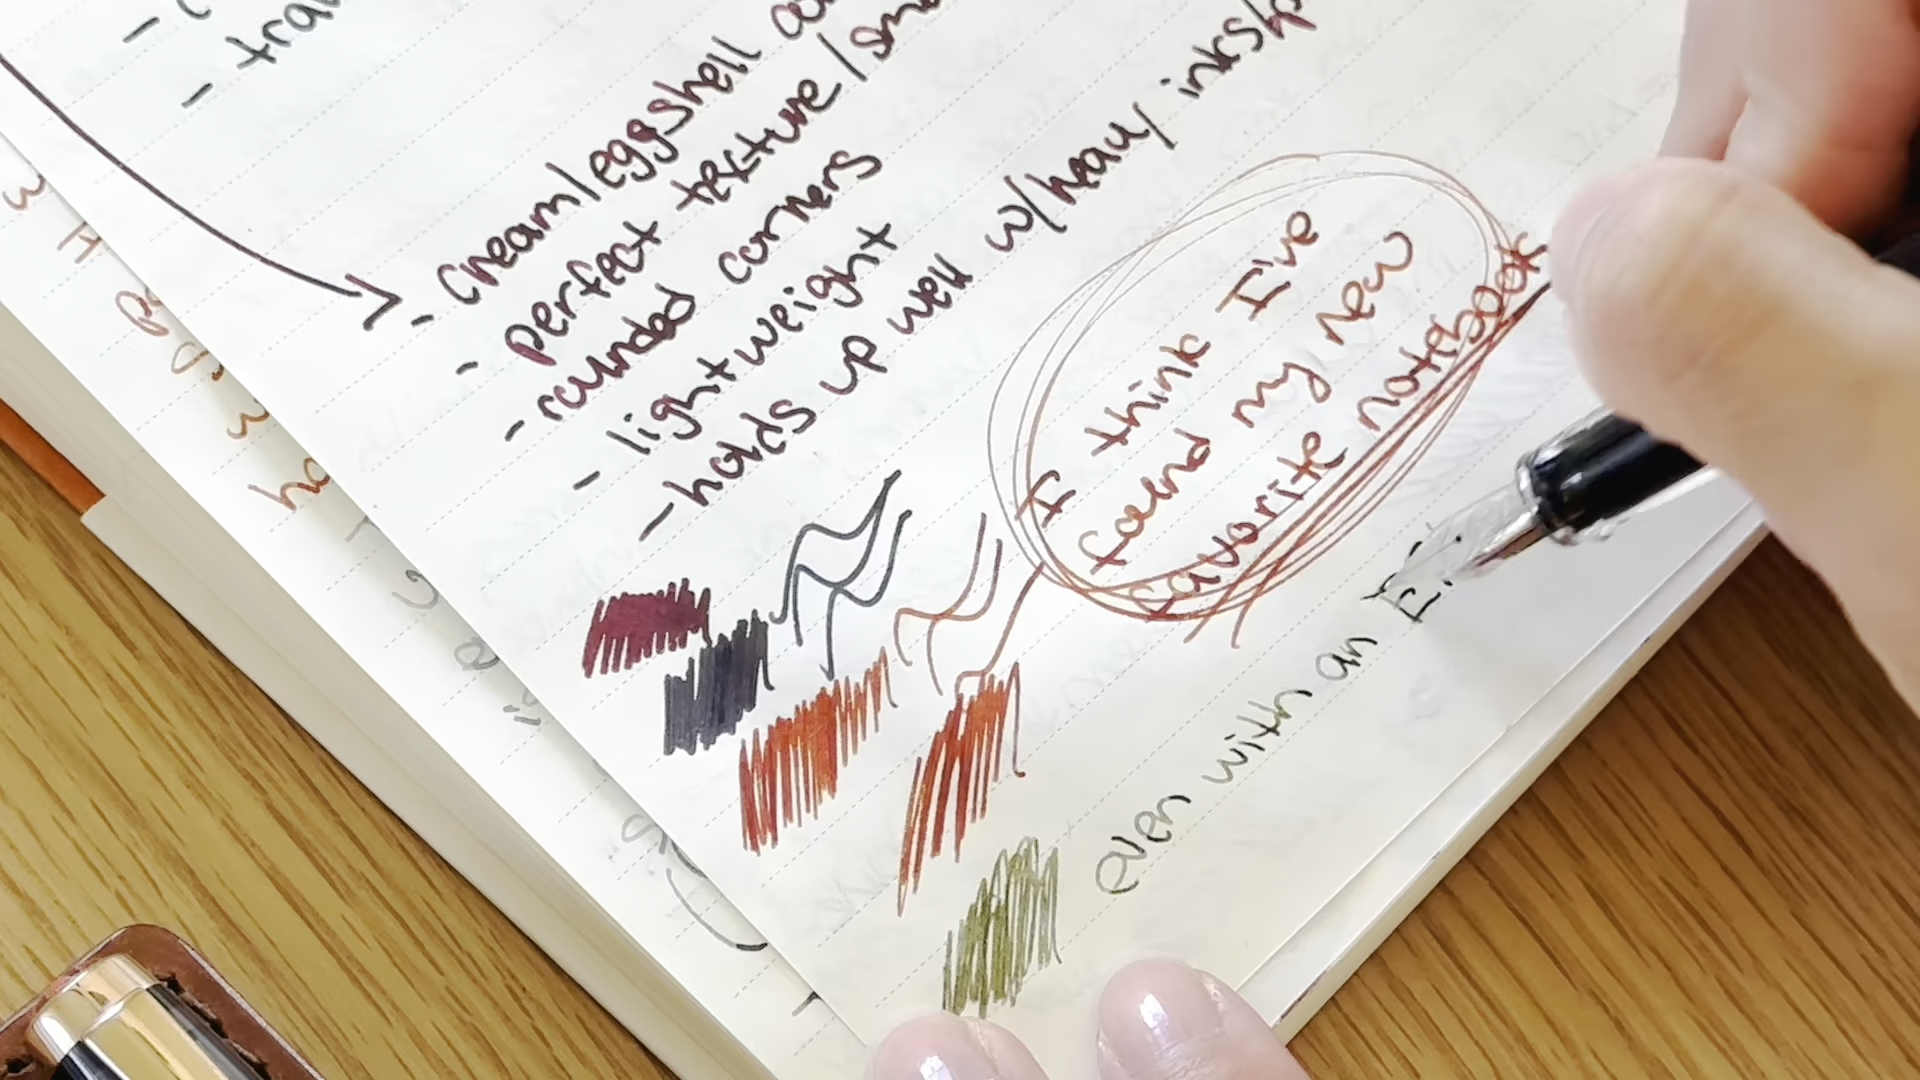 - cream/eggshell
- perfect texture/
- rounded corners
- lightweight
- holds up well w/heavy inks/
I think I've
found my new
favorite notebook
even with an